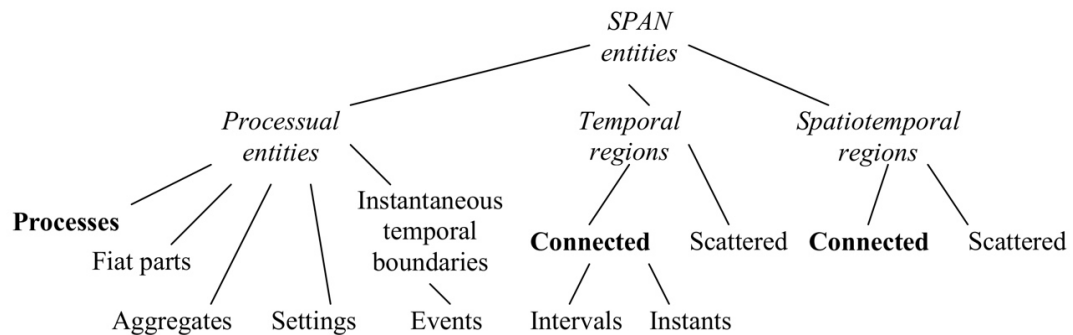 SPAN
entities
Processual
entities
Temporal
regions
Spatiotemporal
regions
Processes
Fiat parts
Aggregates
Settings
Instantaneous
temporal
boundaries
Events
Connected
Scattered
Intervals
Instants
Connected
Scattered